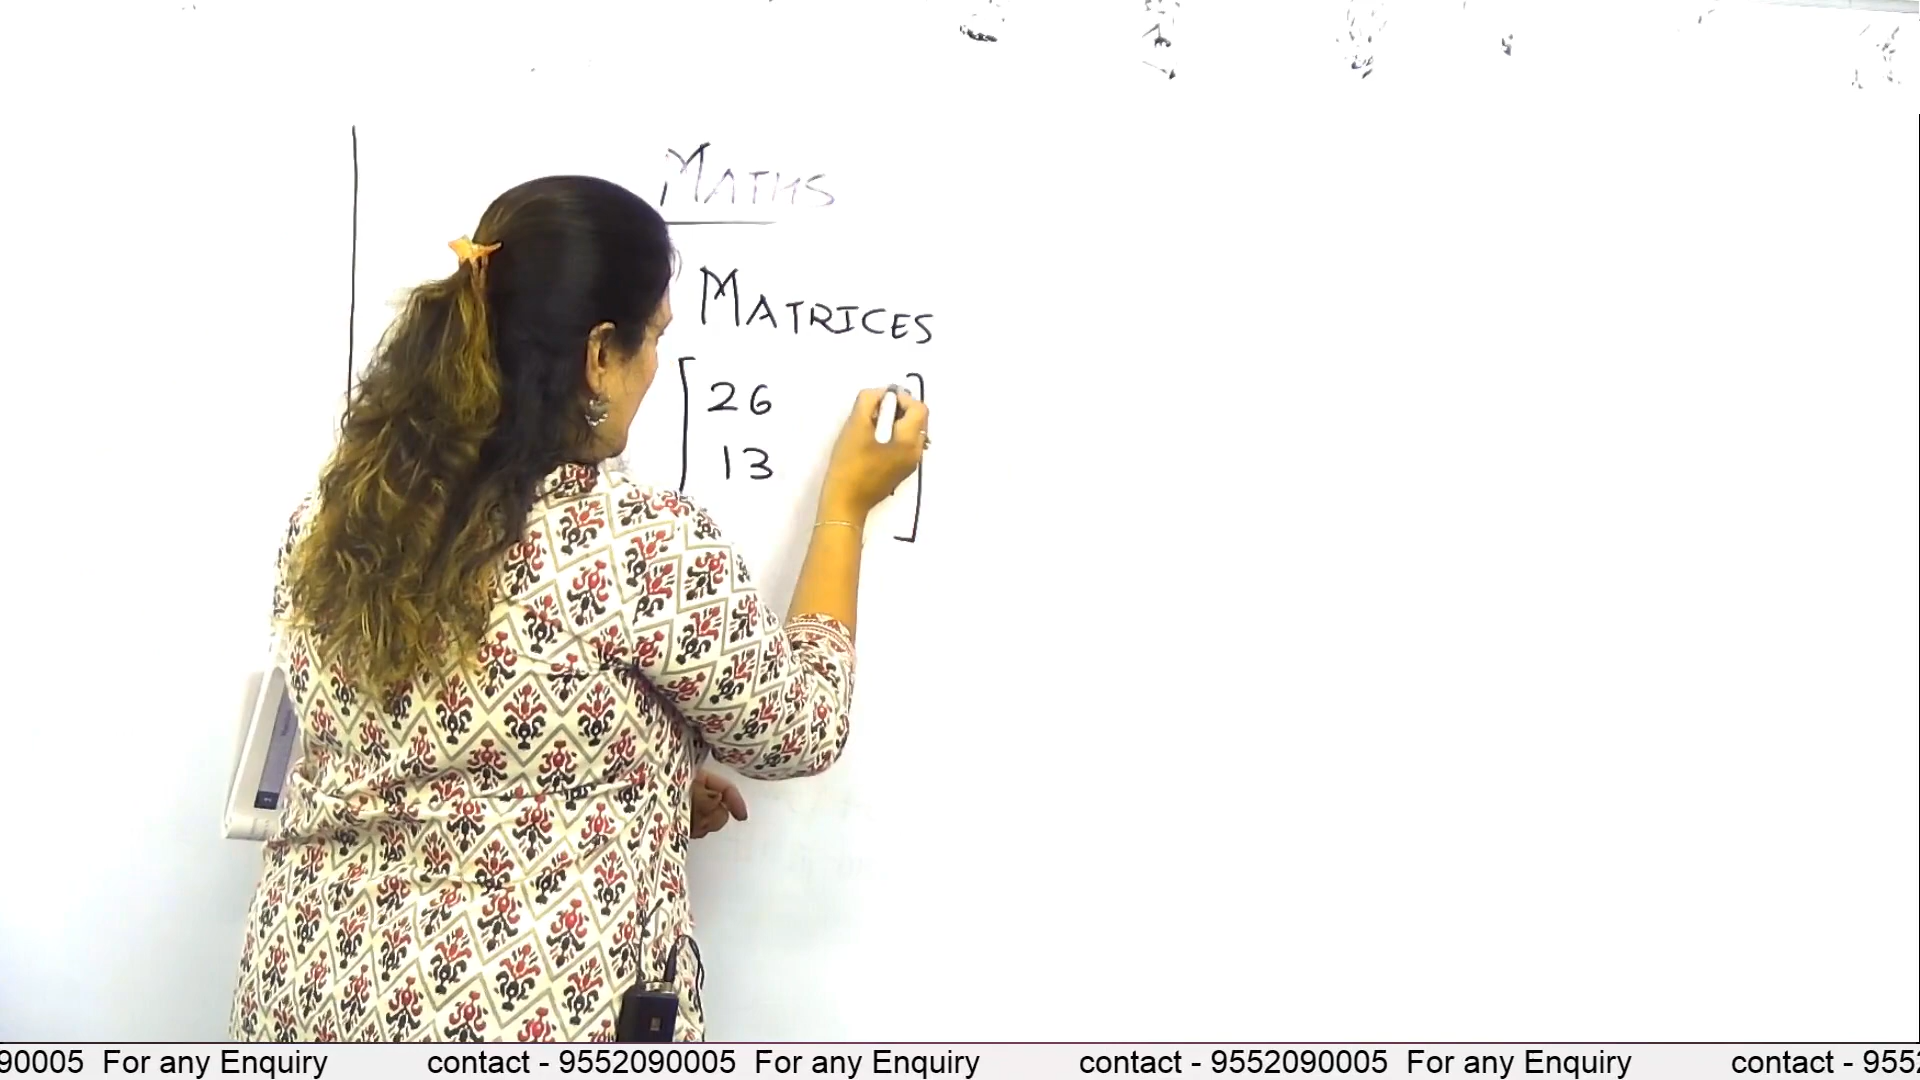 MATHS
MATRICES
26
13
90005 For any Enquiry contact - 9552090005 For any Enquiry contact - 9552090005 For any Enquiry contact - 9552